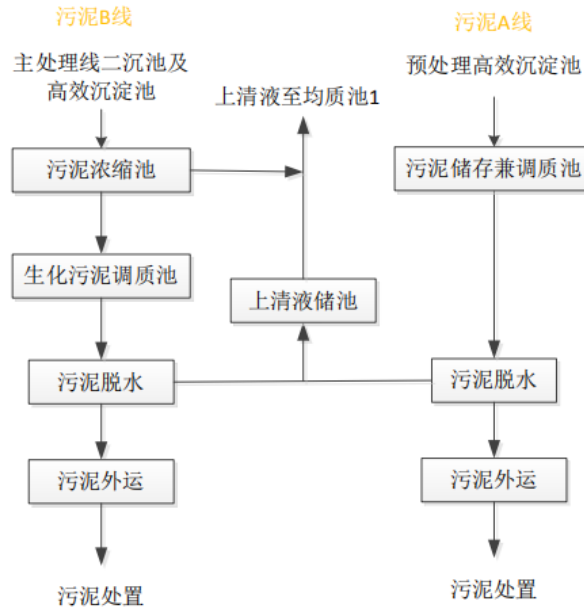 污泥B线
污泥A线
主处理线二沉池及
高效沉淀池
上清液至均质池1
预处理高效沉淀池
污泥浓缩池
污泥储存兼调质池
生化污泥调质池
上清液储池
污泥脱水
污泥脱水
污泥外运
污泥外运
污泥处置
污泥处置